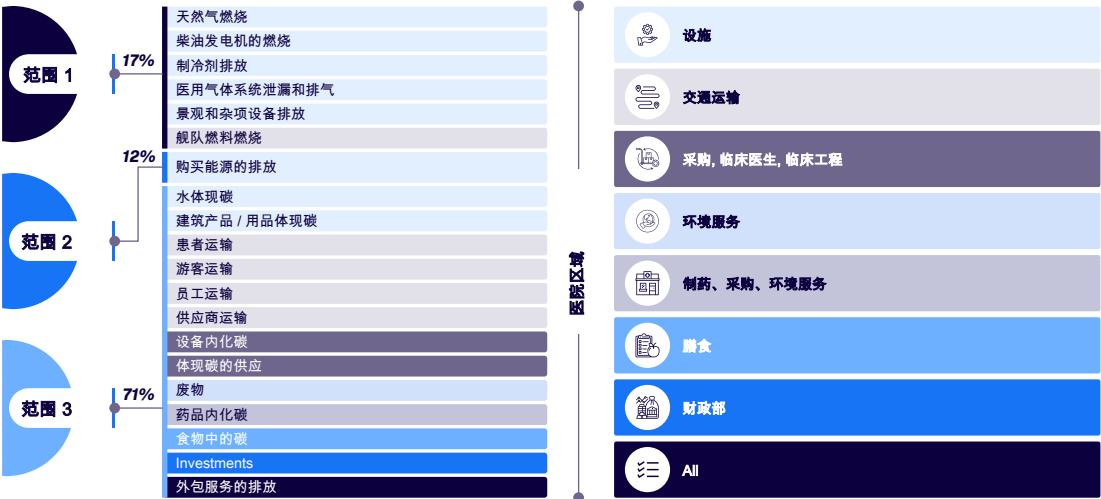 范围 1
17%
天然气燃烧
柴油发电机的燃烧
制冷剂排放
医用气体系统泄漏和排气
景观和杂项设备排放
舰队燃料燃烧
范围 2
12%
购买能源的排放
范围 3
71%
水体现碳
建筑产品 / 用品体现碳
患者运输
游客运输
员工运输
供应商运输
设备内化碳
体现碳的供应
废物
药品内化碳
食物中的碳
Investments
外包服务的排放
医院区域
设施
交通运输
采购, 临床医生, 临床工程
环境服务
制药、采购、环境服务
膳食
财政部
All